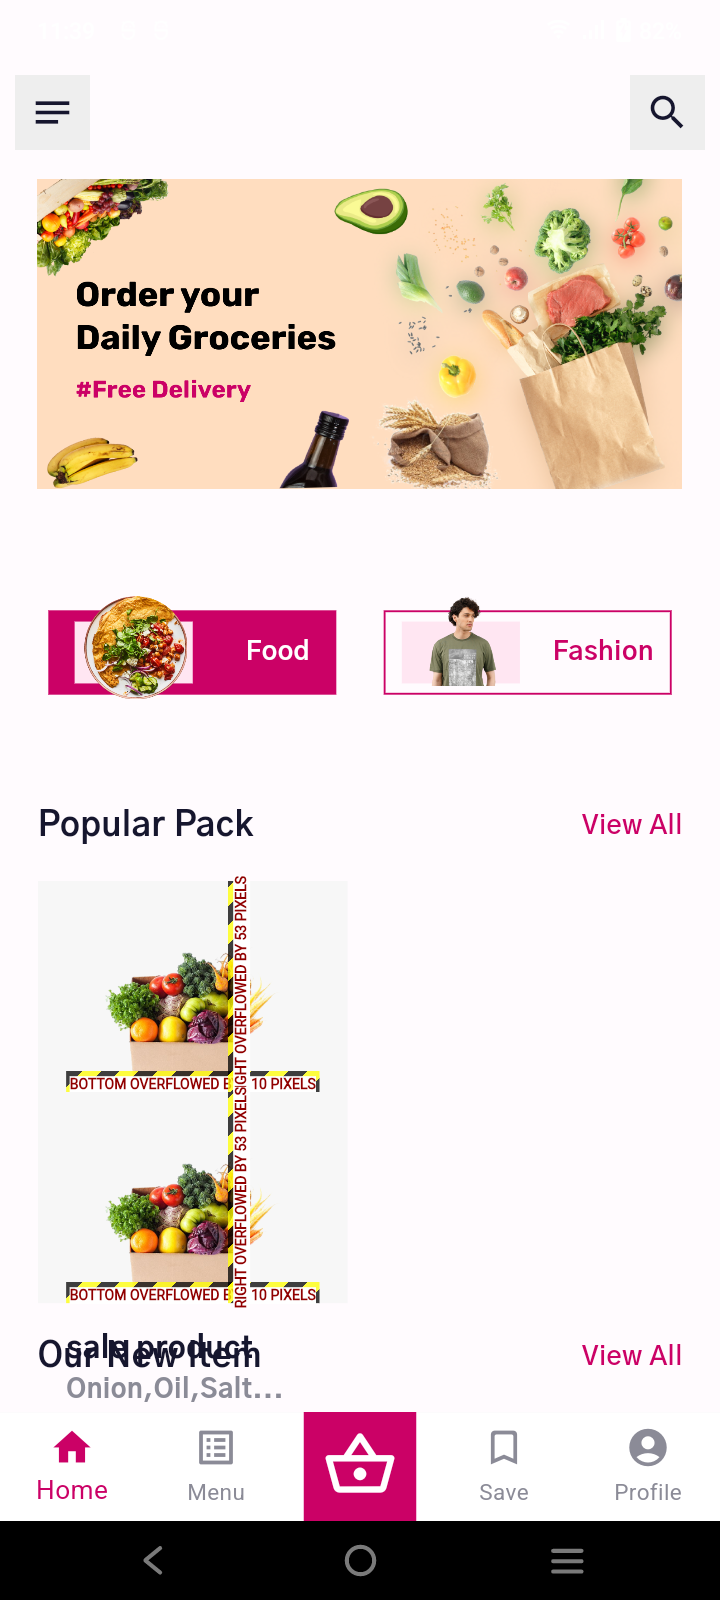 Order your
Daily Groceries
#Free Delivery
Food
Fashion
Popular Pack
View All
RIGHT OVERFLOWED BY 53 PIXELS
BOTTOM OVERFLOWED B 10 PIXELS
RIGHT OVERFLOWED BY 53 PIXELS
BOTTOM OVERFLOWED B 10 PIXELS
sale product
Our New Item
View All
Onion,Oil,Salt...
Home
Menu
Save
Profile